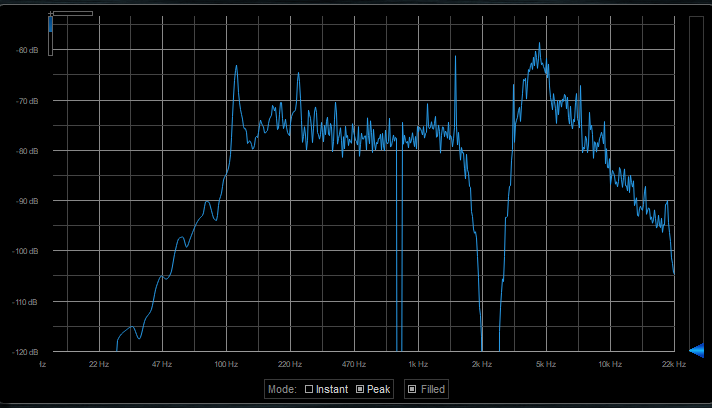 -60 dB
-70 dB
-80 dB
-90 dB
-100 dB
-110 dB
-120 dB
fz 22 Hz 47 Hz 100 Hz 220 Hz 470 Hz 1k Hz 2k Hz 5k Hz 10k Hz 22k Hz
Mode: Instant Peak Filled